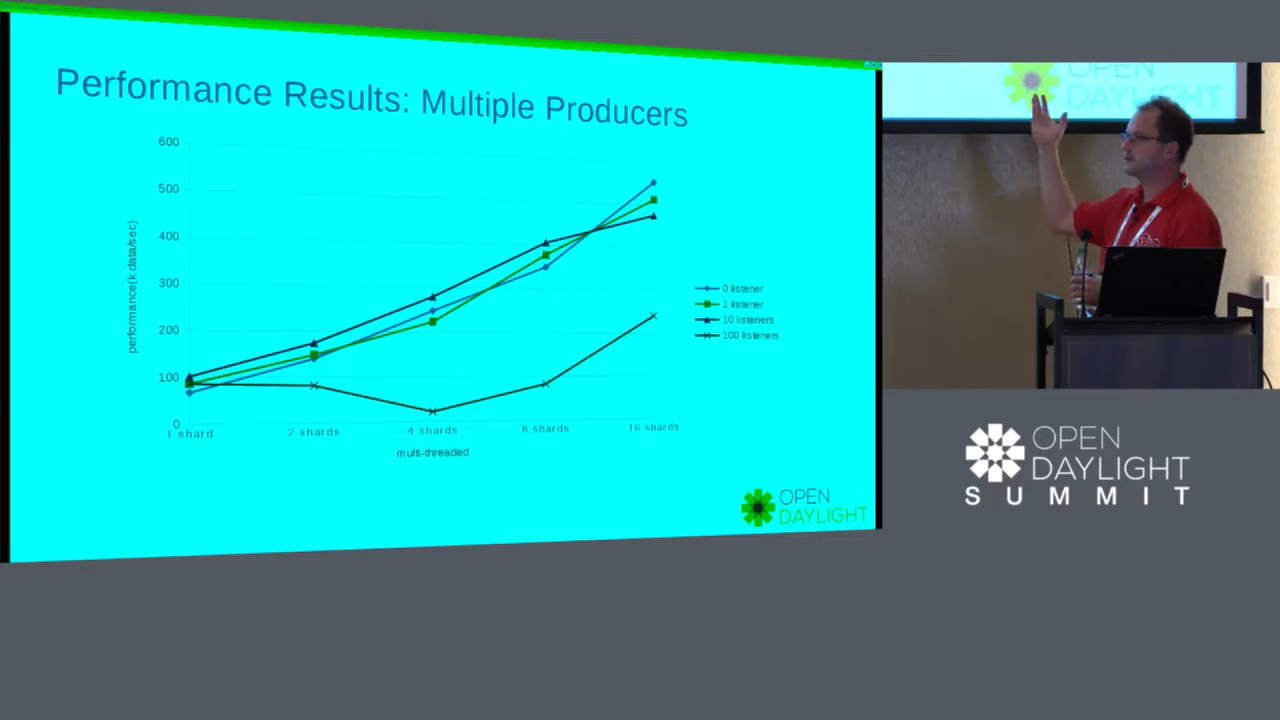 Performance Results: Multiple Producers
600
500
400
300
200
100
0
performance(k data/sec)
1 shard
2 shards
4 shards
8 shards
16 shards
multi-threaded
0 listener
1 listener
10 listeners
100 listeners
OPEN
DAYLIGHT
OPEN
DAYLIGHT
OPEN
DAYLIGHT
SUMMIT